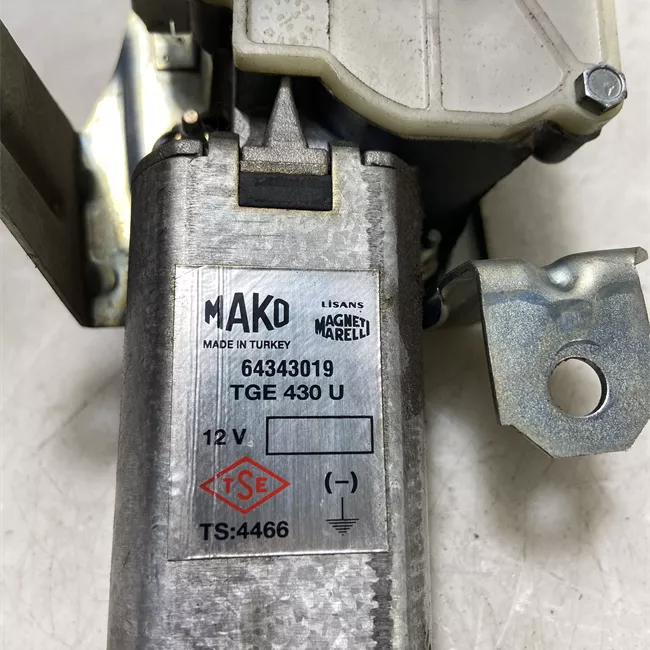 MAKO
LİSANS
MAGNETI
MARELLI
MADE IN TURKEY
64343019
TGE 430 U
12 V
TSE
(–)
TS:4466